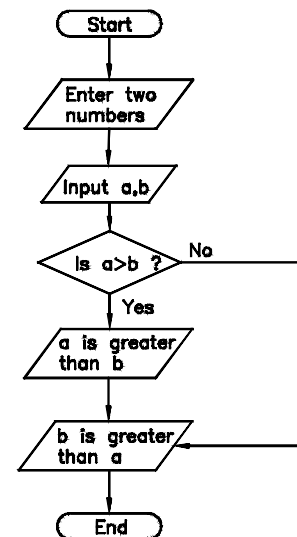 Start
Enter two
numbers
Input a,b
Is a>b ?
No
Yes
a is greater
than b
b is greater
than a
End